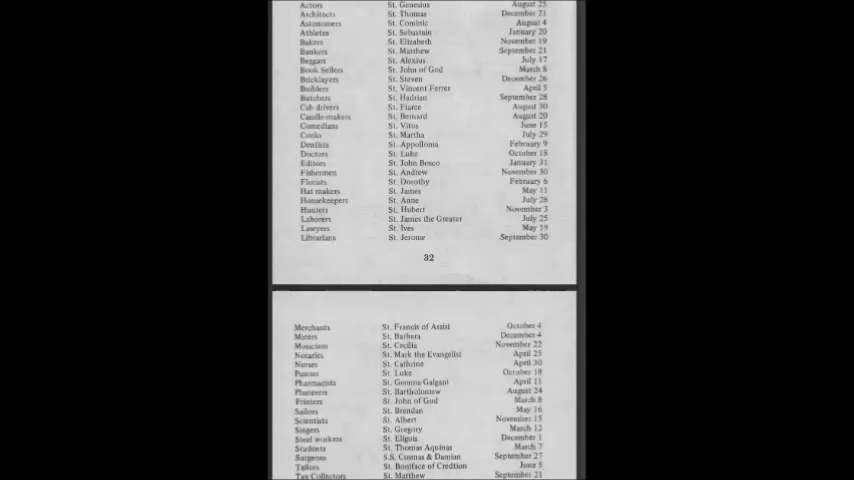 Actors St. Genesius August 25
Architects St. Thomas December 21
Astronomers St. Cominic August 4
Athletes St. Sebastain January 20
Bakers St. Elizabeth November 19
Bankers St. Matthew September 21
Beggars St. Alexius July 17
Book Sellers St. John of God March 8
Bricklayers St. Steven December 26
Builders St. Vincent Ferrer April 5
Butchers St. Hadrian September 28
Cab drivers St. Fiarce August 30
Candle-makers St. Bernard August 20
Comedians St. Vitus June 15
Cooks St. Martha July 29
Dentists St. Appollonia February 9
Doctors St. Luke October 18
Editors St. John Bosco January 31
Fishermen St. Andrew November 30
Florists St. Dorothy February 6
Hat makers St. James May 11
Housekeepers St. Anne July 26
Hunters St. Hubert November 3
Laborers St. James the Greater July 25
Lawyers St. Ives May 19
Librarians St. Jerome September 30
32
Merchants St. Francis of Assisi October 4
Miners St. Barbara December 4
Musicians St. Cecilia November 22
Notaries St. Mark the Evangelist April 25
Nurses St. Cathrine April 30
St. Luke October 18
Pharmacists St. Gemma Galgani April 11
Plasterers St. Bartholomew August 24
Printers St. John of God March 8
Sailors St. Brendan May 16
Scientists St. Albert November 15
Singers St. Gregory March 12
Steel workers St. Eliguis December 1
Students St. Thomas Aquinas March 7
Surgeons S.S. Cosmas & Damian September 27
Tailors St. Boniface of Credtion June 5
Tax Collectors St. Matthew September 21